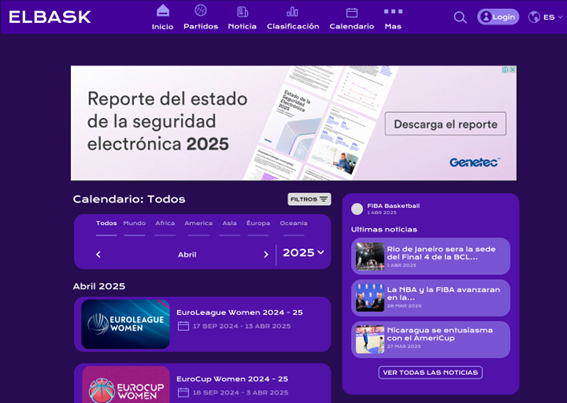 ELBASK
Inicio
Partidos
Noticia
Clasificación
Calendario
Mas
Login
ES
Reporte del estado
de la seguridad
electrónica 2025
Descarga el reporte
Genetec
Calendario: Todos
FILTROS
Todos Mundo Africa America Asia Europa Oceania
Abril
2025
Abril 2025
EUROLEAGUE
WOMEN
EuroLeague Women 2024 - 25
17 SEP 2024 - 13 ABR 2025
EUROCUP
WOMEN
EuroCup Women 2024 - 25
18 SEP 2024 - 3 ABR 2025
FIBA Basketball
1 ABR 2025
Ultimas noticias
Rio de Janeiro sera la sede
del Final 4 de la BCL...
1 ABR 2025
La NBA y la FIBA avanzaran
en la...
28 MAR 2025
Nicaragua se entusiasma
con el AmeriCup
27 MAR 2025
VER TODAS LAS NOTICIAS